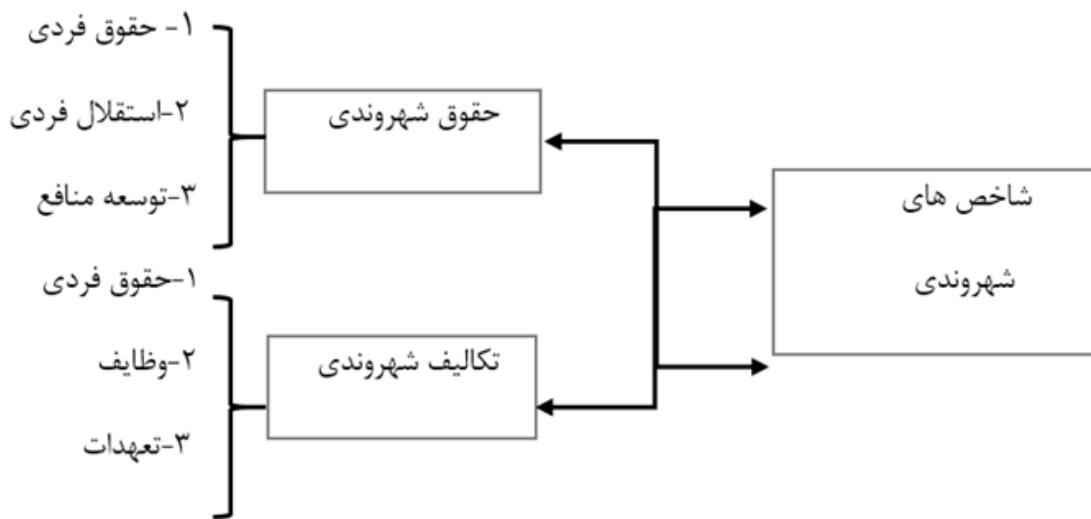 شاخص های
شهروندی
حقوق شهروندی
۱- حقوق فردی
۲-استقلال فردی
۳-توسعه منافع
تکالیف شهروندی
۱-حقوق فردی
۲-وظایف
۳-تعهدات